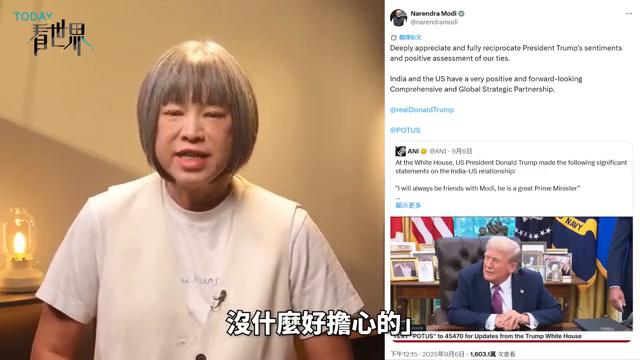 TODAY
看世界
沒什麼好擔心的」
Narendra Modi
@narendramodi
翻譯貼文
Deeply appreciate and fully reciprocate President Trump's sentiments
and positive assessment of our ties.
India and the US have a very positive and forward-looking
Comprehensive and Global Strategic Partnership.
@realDonaldTrump
@POTUS
ANI @ANI · 9月6日
At the White House, US President Donald Trump made the following significant
statements on the India-US relationship:
"I will always be friends with Modi, he is a great Prime Minister"
...
顯示更多
TEXT "POTUS" to 45470 for Updates from the Trump White House
下午12:15 · 2025年9月6日 · 1,603.1萬 次查看